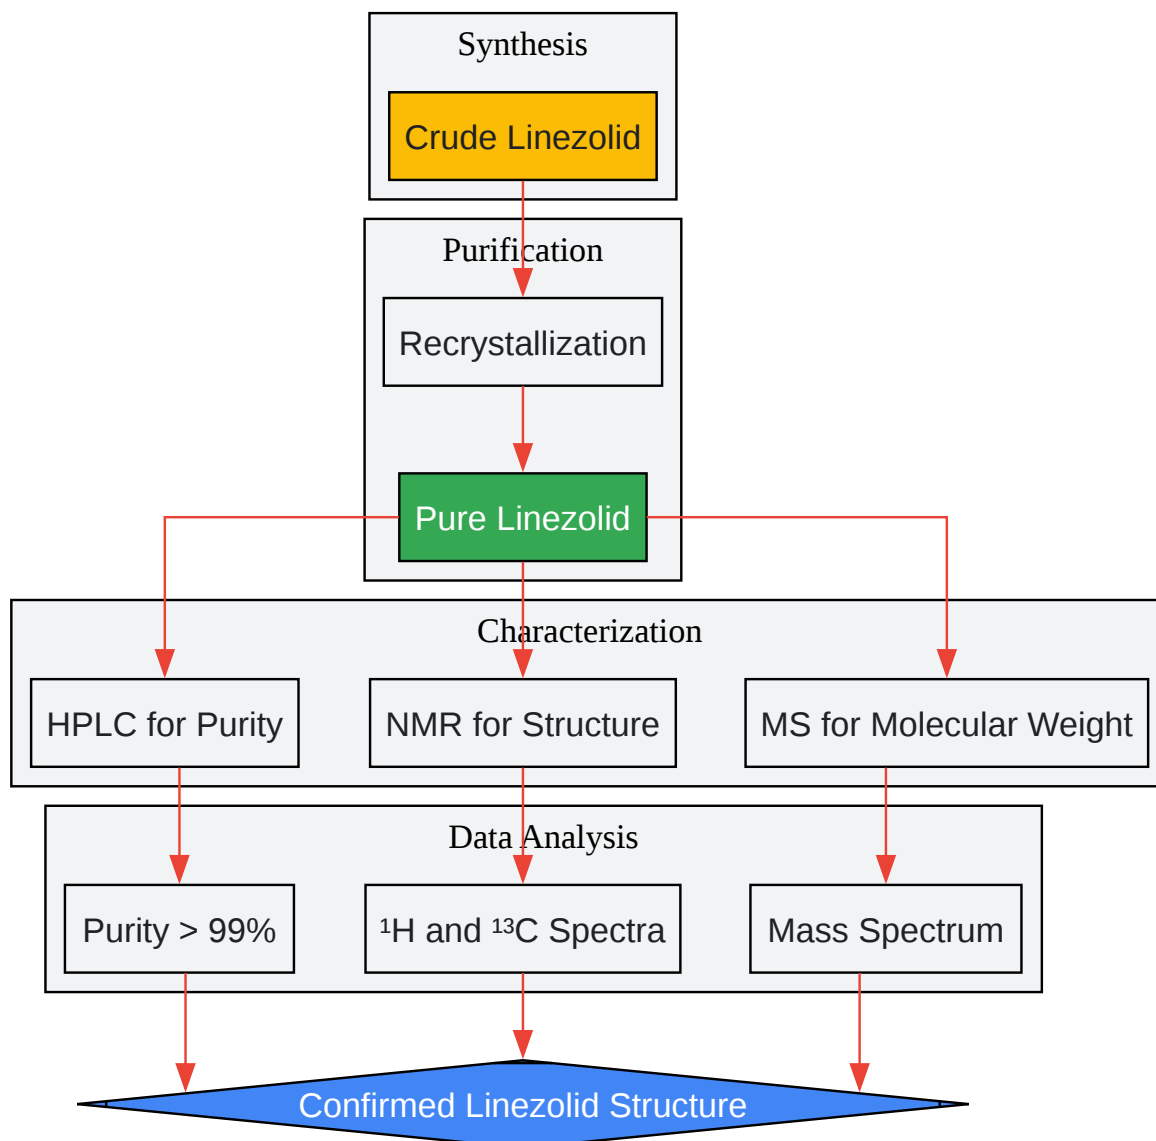 Synthesis
Crude Linezolid
Purification
Recrystallization
Pure Linezolid
Characterization
HPLC for Purity
NMR for Structure
MS for Molecular Weight
Data Analysis
Purity > 99%
¹H and ¹³C Spectra
Mass Spectrum
Confirmed Linezolid Structure